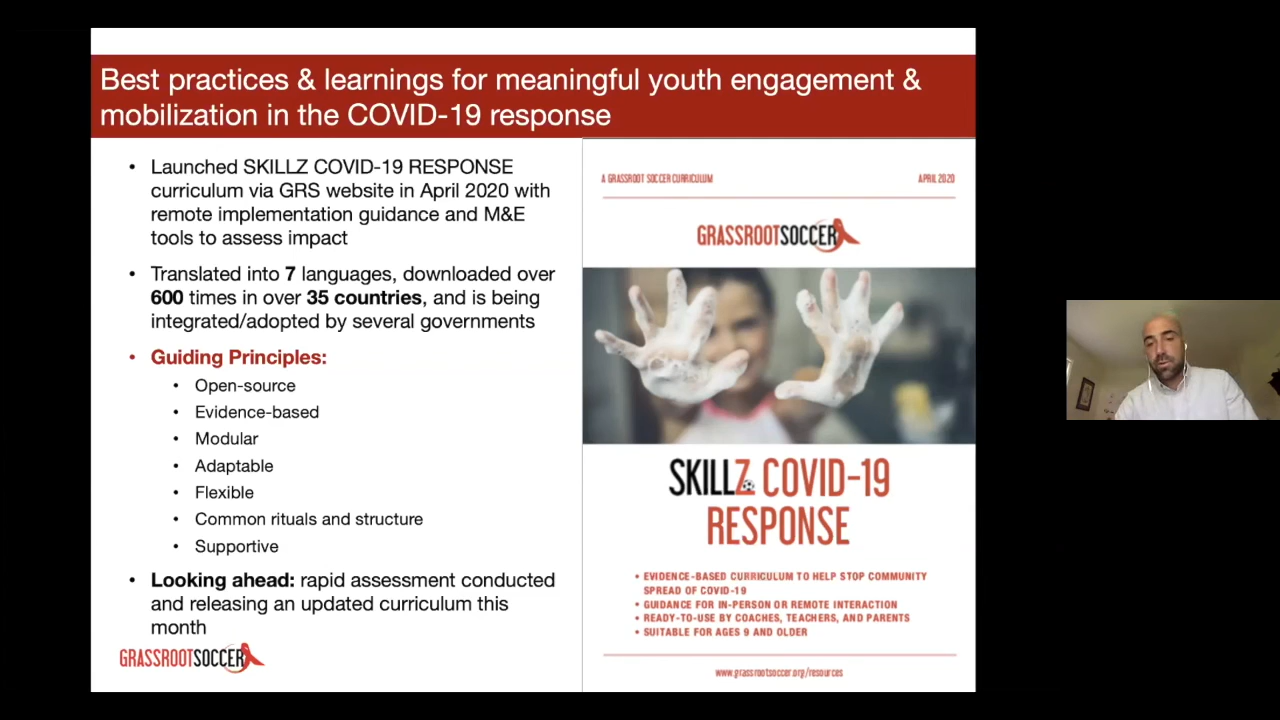 Best practices & learnings for meaningful youth engagement &
mobilization in the COVID-19 response
• Launched SKILLZ COVID-19 RESPONSE
curriculum via GRS website in April 2020 with
remote implementation guidance and M&E
tools to assess impact
• Translated into 7 languages, downloaded over
600 times in over 35 countries, and is being
integrated/adopted by several governments
• Guiding Principles:
• Open-source
• Evidence-based
• Modular
• Adaptable
• Flexible
• Common rituals and structure
• Supportive
• Looking ahead: rapid assessment conducted
and releasing an updated curriculum this
month
GRASSROOTSOCCER
A GRASSROOT SOCCER CURRICULUM
APRIL 2020
GRASSROOTSOCCER
SKILLZ COVID-19
RESPONSE
• EVIDENCE-BASED CURRICULUM TO HELP STOP COMMUNITY
SPREAD OF COVID-19
• GUIDANCE FOR IN-PERSON OR REMOTE INTERACTION
• READY-TO-USE BY COACHES, TEACHERS, AND PARENTS
• SUITABLE FOR AGES 9 AND OLDER
www.grassrootsoccer.org/resources